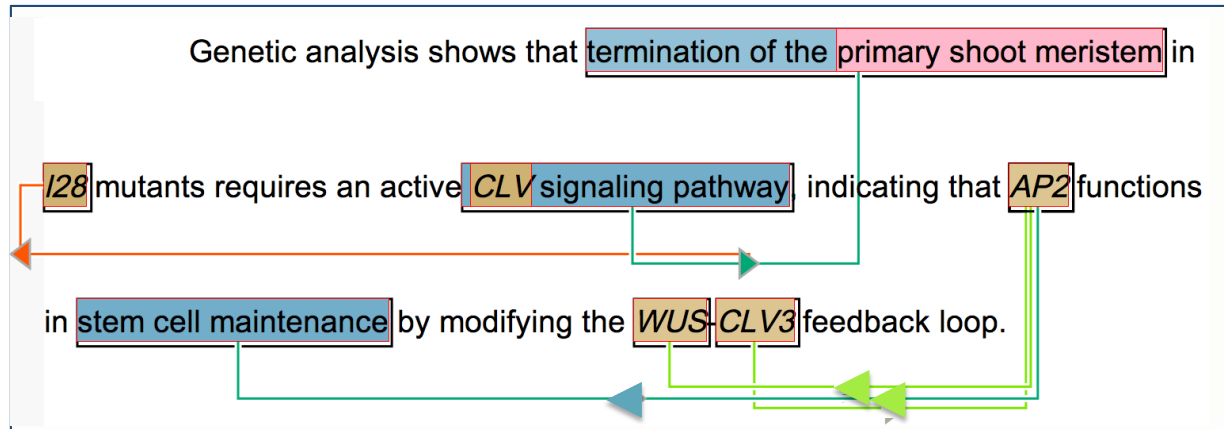 Genetic analysis shows that termination of the primary shoot meristem in
l28 mutants requires an active CLV signaling pathway, indicating that AP2 functions
in stem cell maintenance by modifying the WUS-CLV3 feedback loop.